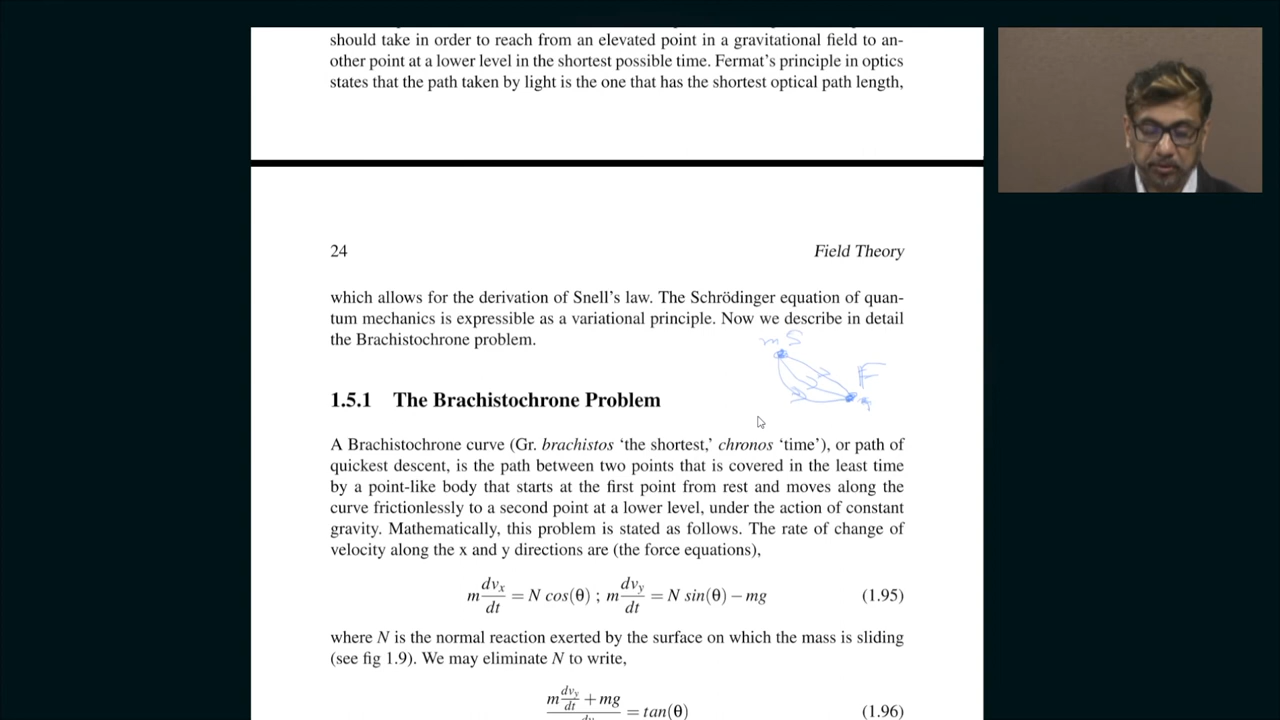 should take in order to reach from an elevated point in a gravitational field to an-
other point at a lower level in the shortest possible time. Fermat's principle in optics
states that the path taken by light is the one that has the shortest optical path length,
24 Field Theory
which allows for the derivation of Snell's law. The Schrödinger equation of quan-
tum mechanics is expressible as a variational principle. Now we describe in detail
the Brachistochrone problem.
m S
F
1.5.1 The Brachistochrone Problem
A Brachistochrone curve (Gr. brachistos 'the shortest,' chronos 'time'), or path of
quickest descent, is the path between two points that is covered in the least time
by a point-like body that starts at the first point from rest and moves along the
curve frictionlessly to a second point at a lower level, under the action of constant
gravity. Mathematically, this problem is stated as follows. The rate of change of
velocity along the x and y directions are (the force equations),
m dv_x/dt = N cos(θ) ; m dv_y/dt = N sin(θ) − mg (1.95)
where N is the normal reaction exerted by the surface on which the mass is sliding
(see fig 1.9). We may eliminate N to write,
m dv_y/dt + mg = tan(θ) (1.96)